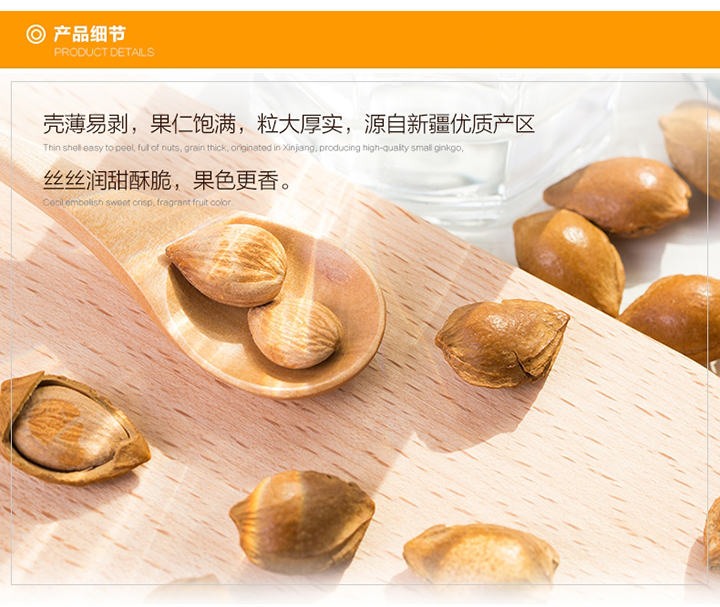 产品细节
PRODUCT DETAILS
壳薄易剥，果仁饱满，粒大厚实，源自新疆优质产区
Thin shell easy to peel, full of nuts, grain thick, originated in Xinjiang, producing high-quality small ginkgo,
丝丝润甜酥脆，果色更香。
Cecil embellish sweet crisp, fragrant fruit color.